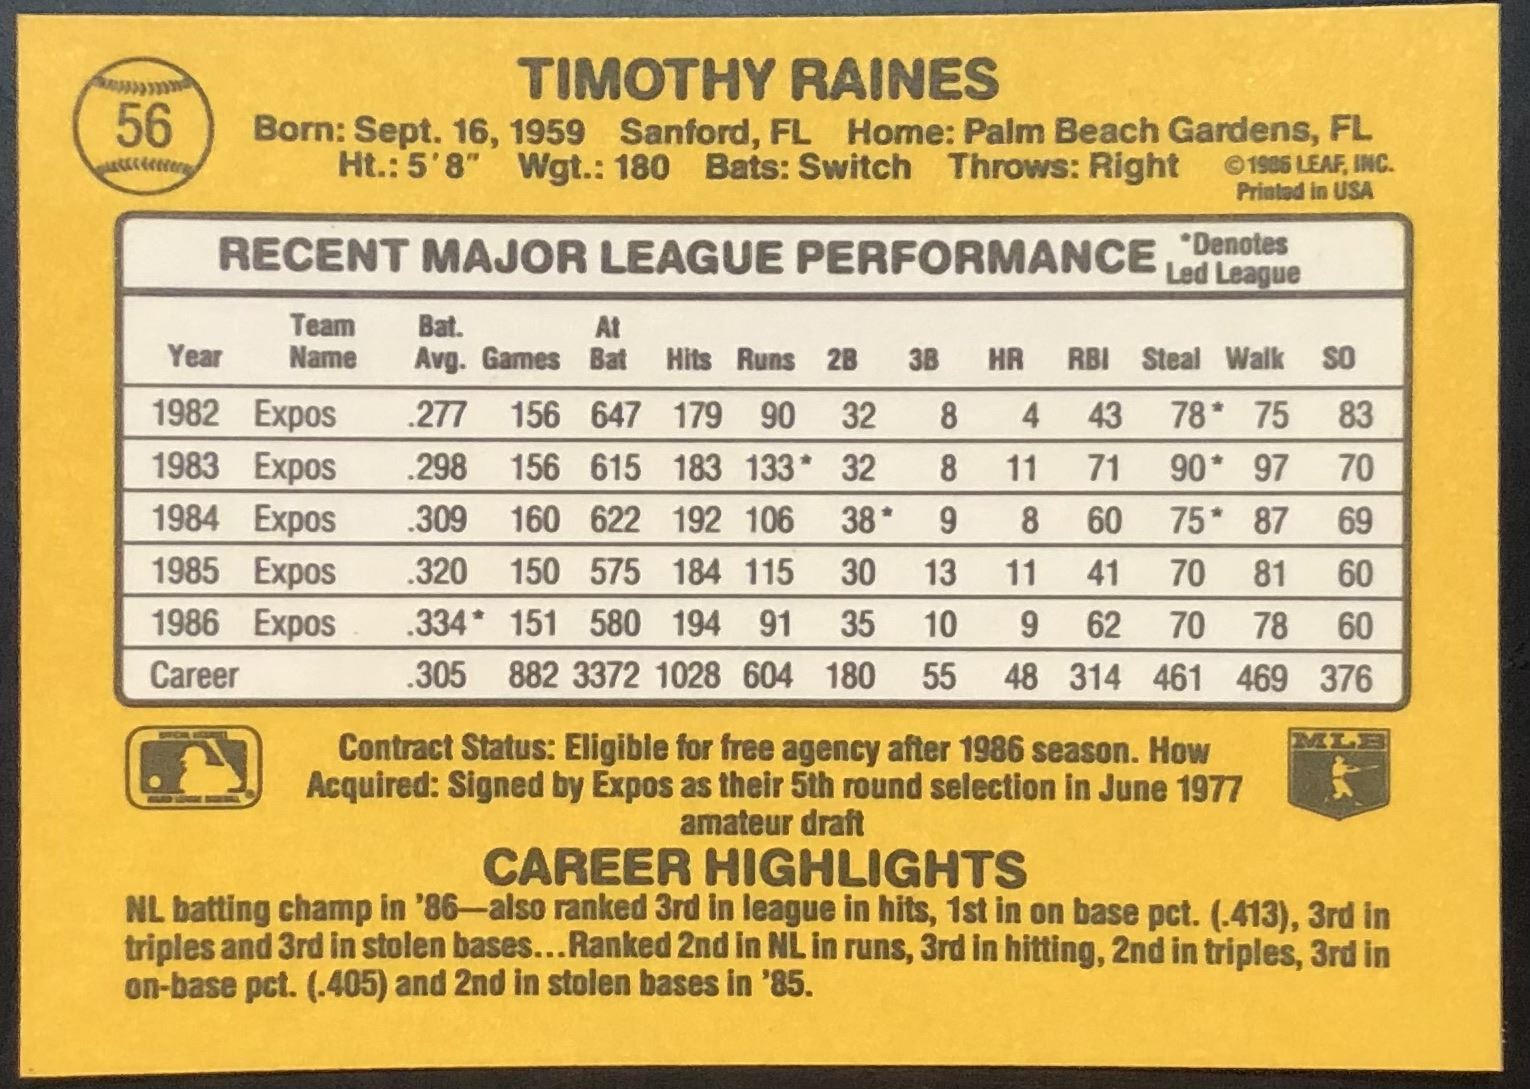 TIMOTHY RAINES
56
Born: Sept. 16, 1959 Sanford, FL Home: Palm Beach Gardens, FL
Ht.: 5'8" Wgt.: 180 Bats: Switch Throws: Right ©1986 LEAF, INC.
Printed in USA
RECENT MAJOR LEAGUE PERFORMANCE *Denotes
Led League
Team Bat. At
Year Name Avg. Games Bat Hits Runs 2B 3B HR RBI Steal Walk SO
1982 Expos .277 156 647 179 90 32 8 4 43 78* 75 83
1983 Expos .298 156 615 183 133* 32 8 11 71 90* 97 70
1984 Expos .309 160 622 192 106 38* 9 8 60 75* 87 69
1985 Expos .320 150 575 184 115 30 13 11 41 70 81 60
1986 Expos .334* 151 580 194 91 35 10 9 62 70 78 60
Career .305 882 3372 1028 604 180 55 48 314 461 469 376
Contract Status: Eligible for free agency after 1986 season. How
Acquired: Signed by Expos as their 5th round selection in June 1977
amateur draft
MLB
CAREER HIGHLIGHTS
NL batting champ in '86—also ranked 3rd in league in hits, 1st in on base pct. (.413), 3rd in
triples and 3rd in stolen bases...Ranked 2nd in NL in runs, 3rd in hitting, 2nd in triples, 3rd in
on-base pct. (.405) and 2nd in stolen bases in '85.